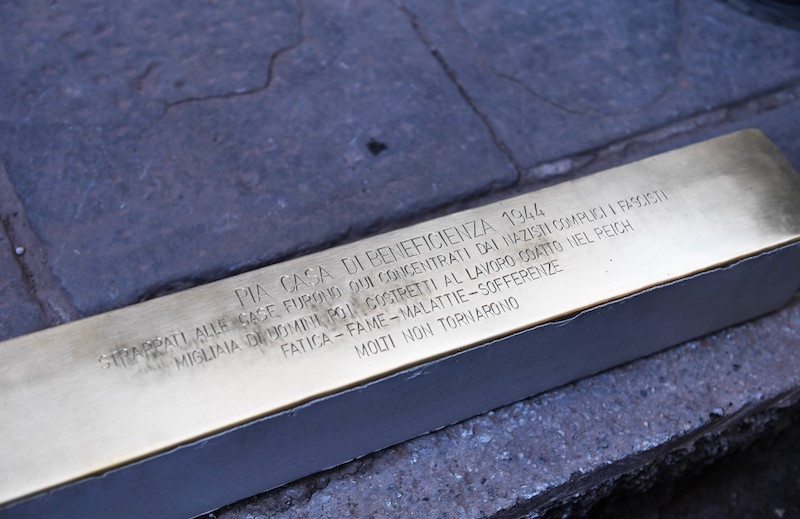 PIA CASA DI BENEFICIENZA 1944
STRAPPATI ALLE CASE FURONO QUI CONCENTRATI DAI NAZISTI COMPLICI I FASCISTI
MIGLIAIA DI UOMINI POI COSTRETTI AL LAVORO COATTO NEL REICH
FATICA-FAME-MALATTIE-SOFFERENZE
MOLTI NON TORNARONO